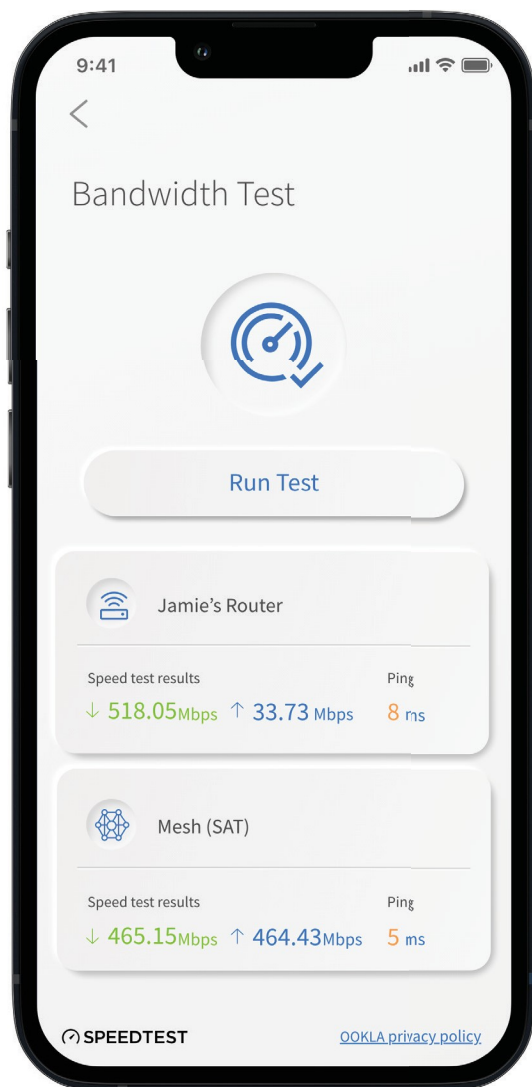 9:41
Bandwidth Test
Run Test
Jamie's Router
Speed test results Ping
↓ 518.05Mbps ↑ 33.73 Mbps 8 ms
Mesh (SAT)
Speed test results Ping
↓ 465.15Mbps ↑ 464.43Mbps 5 ms
SPEEDTEST OOKLA privacy policy